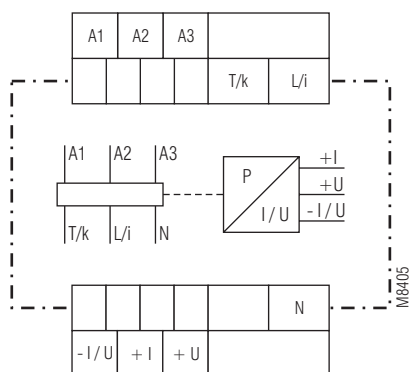 A1 A2 A3
T/k L/i
A1 A2 A3
T/k L/i N
P
I / U
+I
+U
-I / U
M8405
N
-I / U + I + U